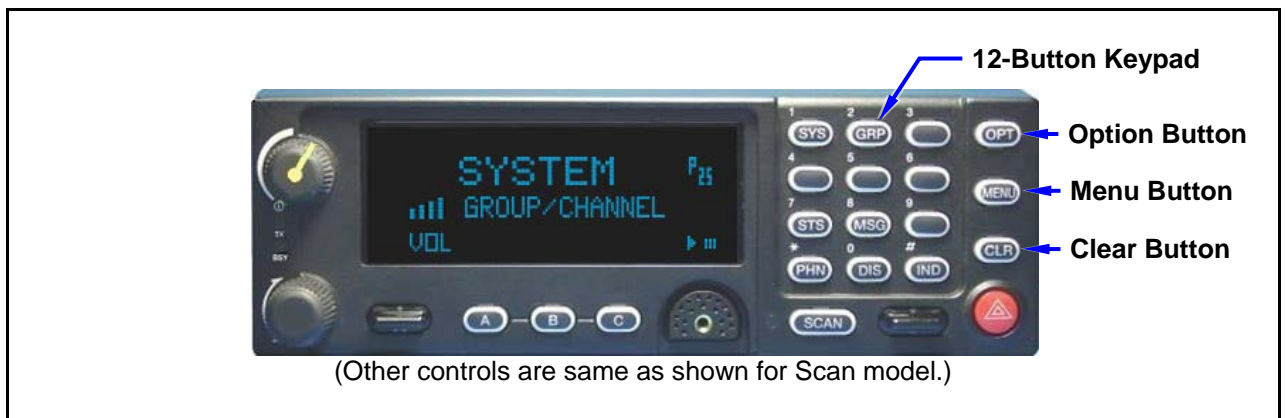 12-Button Keypad
1 2 3
SYS GRP OPT
Option Button
SYSTEM P25
4 5 6
MENU
Menu Button
GROUP/CHANNEL
7 8 9
STS MSG
VOL
CLR
Clear Button
TX
BSY
* 0 #
PHN DIS IND
A B C
SCAN
(Other controls are same as shown for Scan model.)